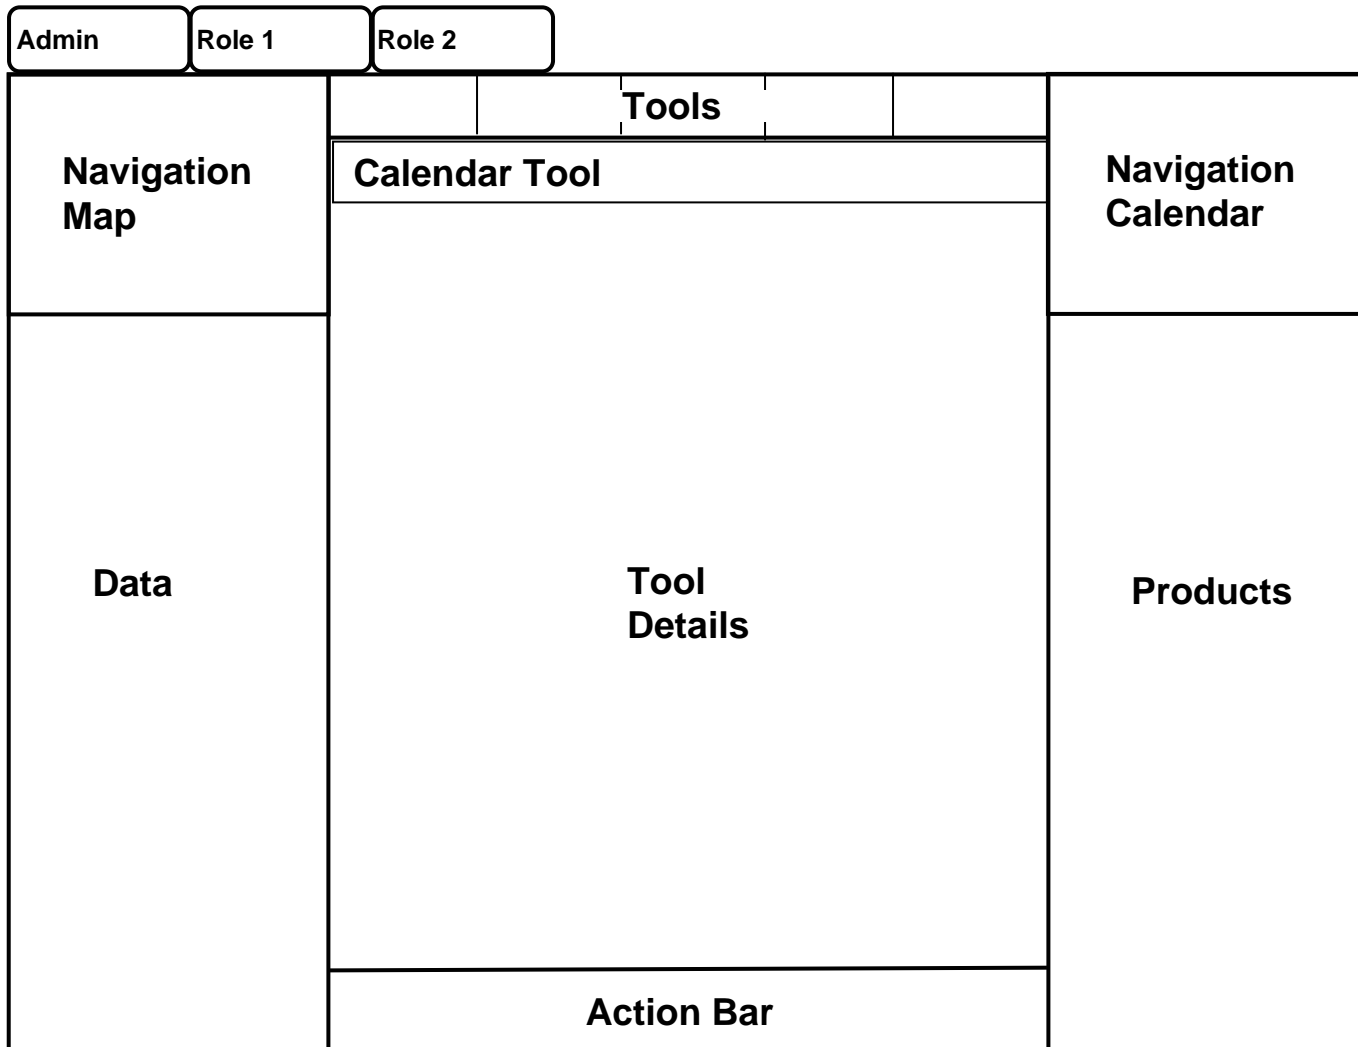 Admin
Role 1
Role 2
Tools
Navigation
Map
Calendar Tool
Navigation
Calendar
Data
Tool
Details
Products
Action Bar